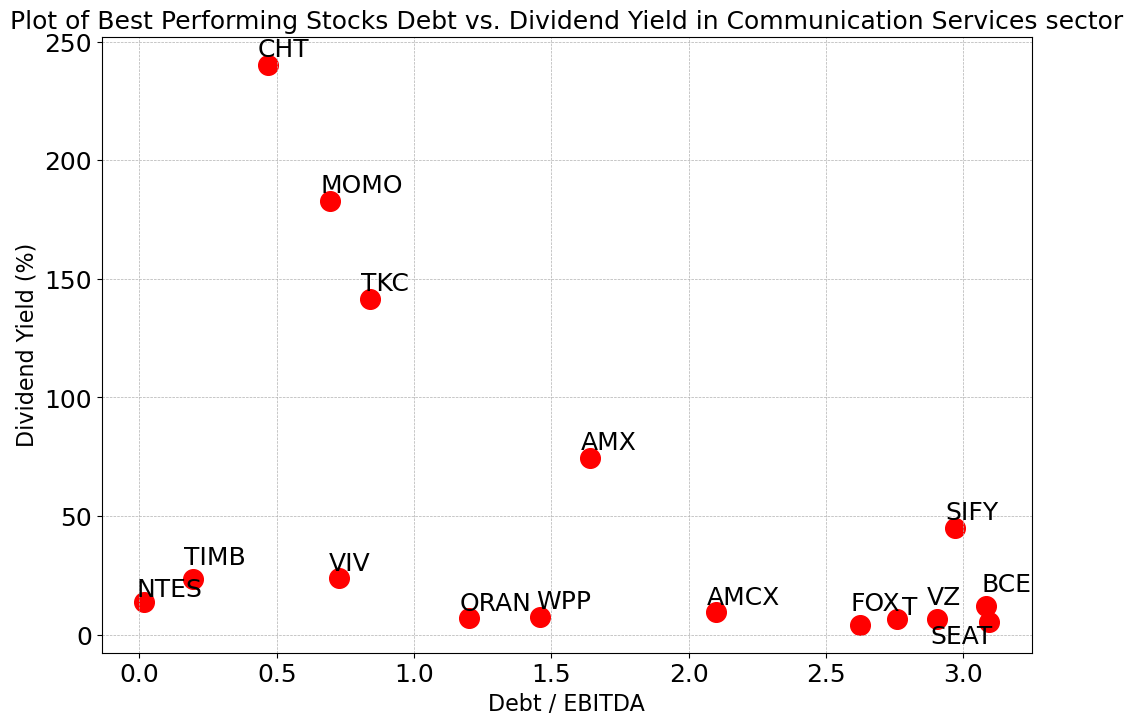 Plot of Best Performing Stocks Debt vs. Dividend Yield in Communication Services sector
250
CHT
200
MOMO
150
TKC
Dividend Yield (%)
100
AMX
50
SIFY
TIMB
VIV
NTES
ORAN
WPP
AMCX
FOX
T
VZ
BCE
SEAT
0
0.0
0.5
1.0
1.5
2.0
2.5
3.0
Debt / EBITDA